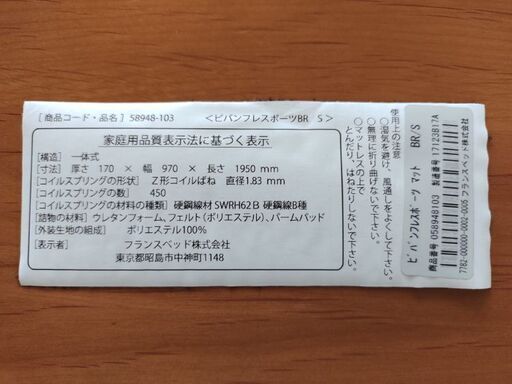 [商品コード・品名] 58948-103 <ビバンフレスポーツBR S>
家庭用品質表示法に基づく表示
[構造] 一体式
[寸法] 厚さ 170 × 幅 970 × 長さ 1950 mm
[コイルスプリングの形状] Z形コイルばね 直径1.83 mm
[コイルスプリングの数] 450
[コイルスプリングの材料の種類] 硬鋼線材 SWRH62B 硬鋼線B種
[詰物の材料] ウレタンフォーム、フェルト(ポリエステル)、パームパッド
[外装生地の組成] ポリエステル100%
[表示者] フランスベッド株式会社
東京都昭島市中神町1148
使用上の注意
○湿気を避け、風通しをよくして下さい。
○無理に折り曲げないで下さい。
○マットレスの上で
とんだり、はねたりしないで下さい。
ビバンフレスポーツ マット BR/S
商品番号 058948103 製造番号 17123B17A
7782-000000-0002-0005 フランスベッド株式会社